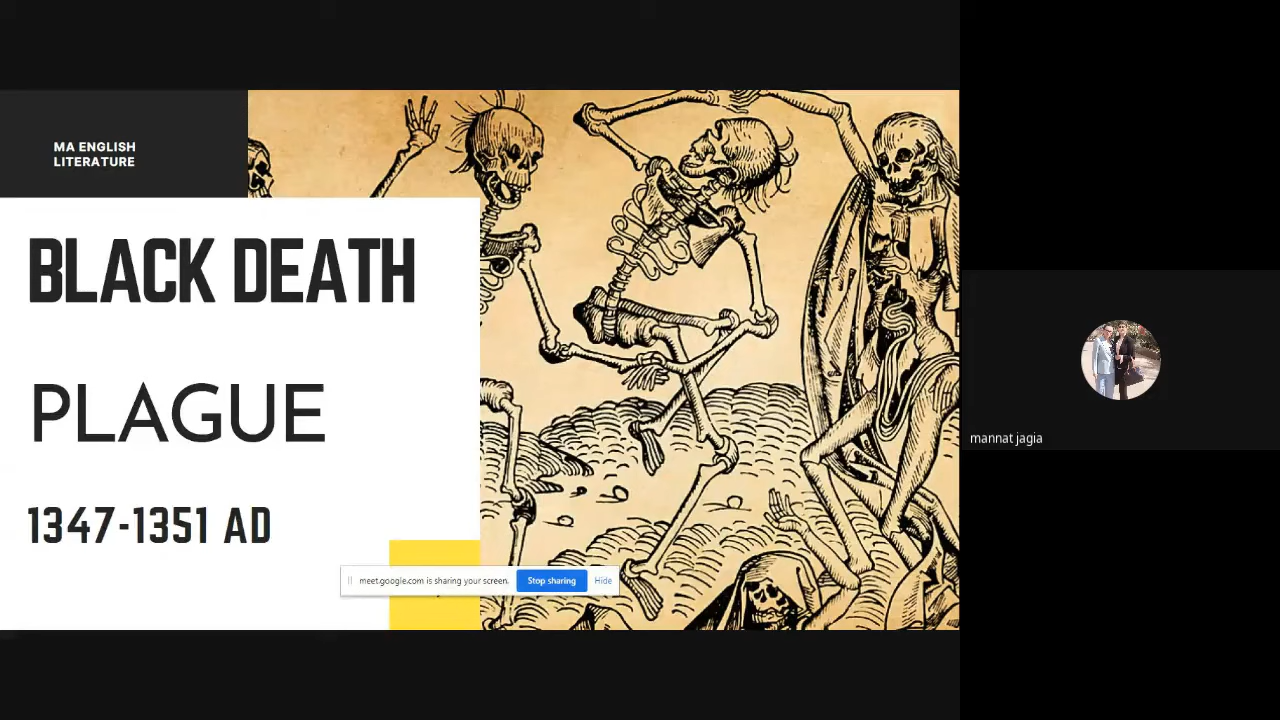 MA ENGLISH
LITERATURE
BLACK DEATH
PLAGUE
1347-1351 AD
meet.google.com is sharing your screen. Stop sharing Hide
mannat jagia